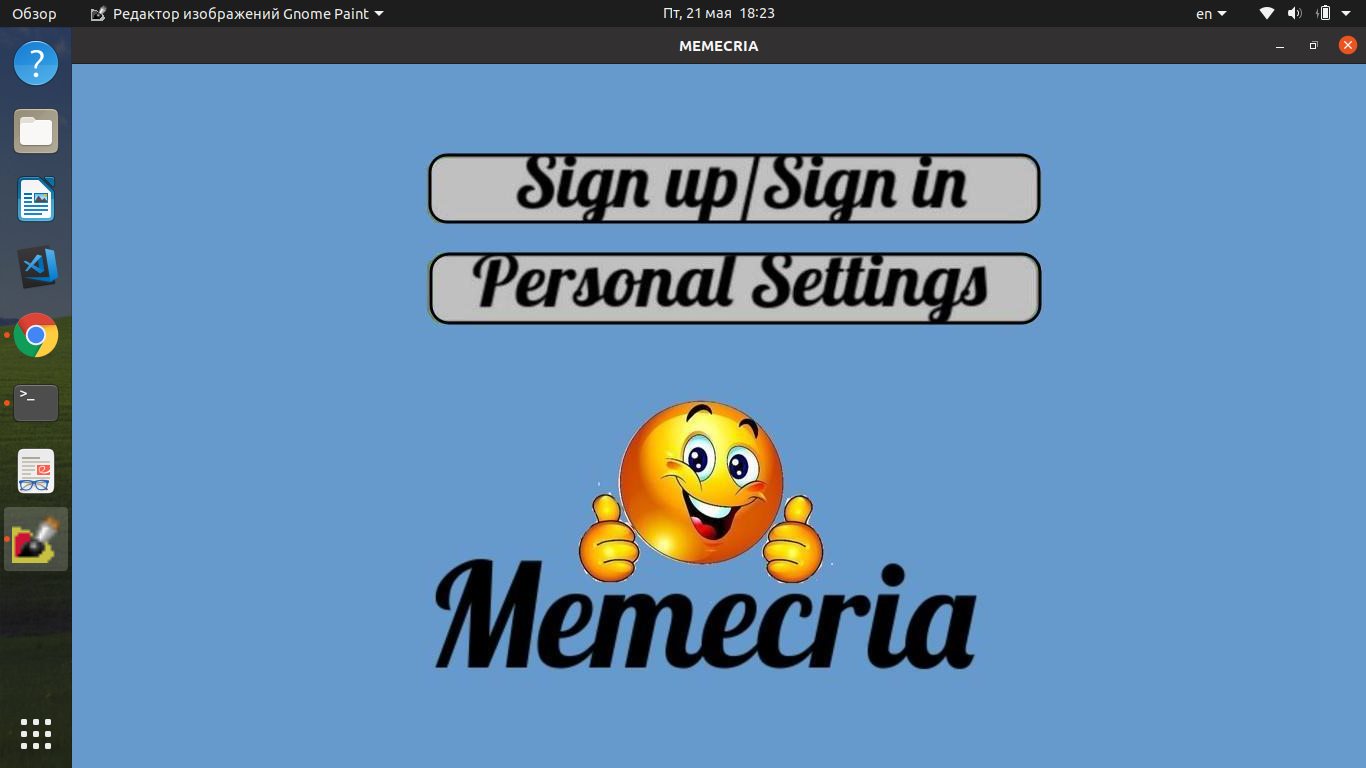 Обзор
Редактор изображений Gnome Paint
Пт, 21 мая 18:23
en
MEMECRIA
?
Sign up/Sign in
Personal Settings
>_
Memecria